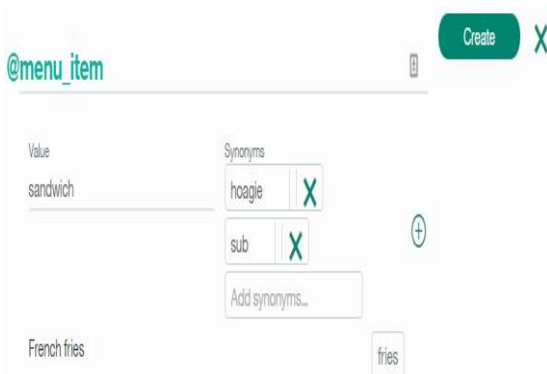 Create
@menu_item
Value Synonyms
sandwich hoagie
sub
Add synonyms...
French fries fries